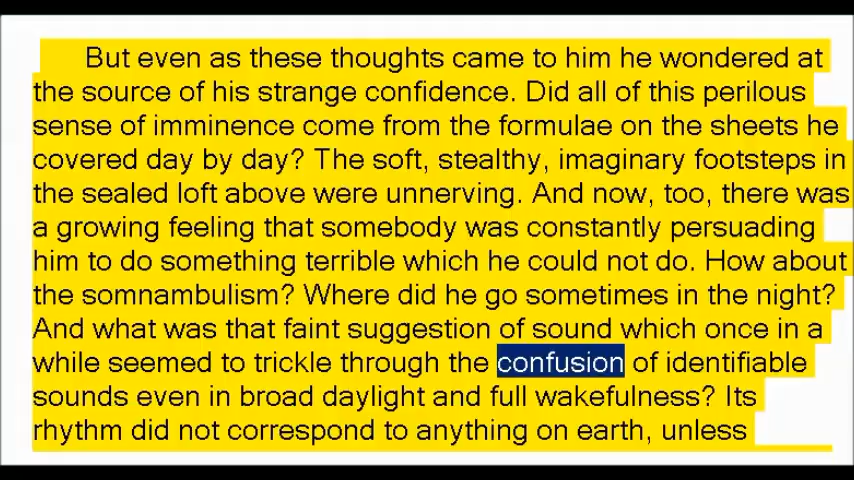 But even as these thoughts came to him he wondered at
the source of his strange confidence. Did all of this perilous
sense of imminence come from the formulae on the sheets he
covered day by day? The soft, stealthy, imaginary footsteps in
the sealed loft above were unnerving. And now, too, there was
a growing feeling that somebody was constantly persuading
him to do something terrible which he could not do. How about
the somnambulism? Where did he go sometimes in the night?
And what was that faint suggestion of sound which once in a
while seemed to trickle through the confusion of identifiable
sounds even in broad daylight and full wakefulness? Its
rhythm did not correspond to anything on earth, unless